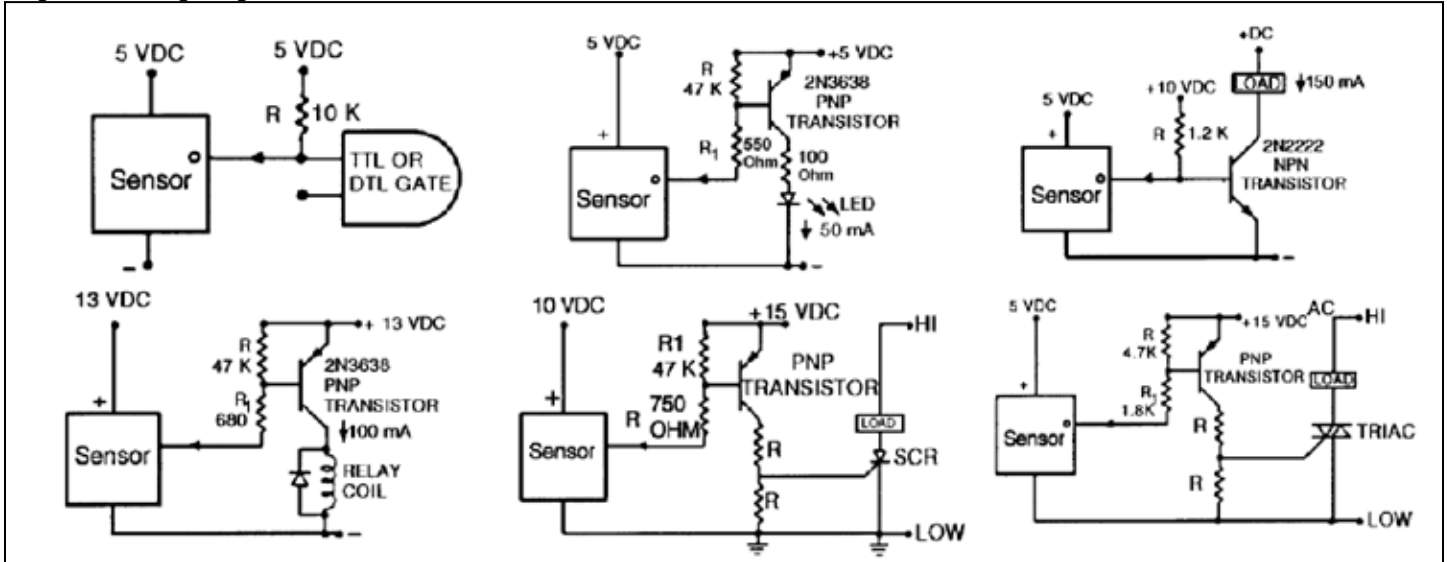 5 VDC
5 VDC
R
10 K
Sensor
TTL OR
DTL GATE
–
5 VDC
+5 VDC
R
47 K
2N3638
PNP
TRANSISTOR
+
R1
550
Ohm
100
Ohm
Sensor
LED
50 mA
–
+DC
LOAD
150 mA
+10 VDC
5 VDC
+
R
1.2 K
2N2222
NPN
TRANSISTOR
Sensor
–
13 VDC
+ 13 VDC
R
47 K
2N3638
PNP
TRANSISTOR
R1
680
+
100 mA
Sensor
RELAY
COIL
–
10 VDC
+15 VDC
HI
R1
47 K
PNP
TRANSISTOR
+
R
750
OHM
LOAD
Sensor
R
SCR
R
LOW
5 VDC
AC
HI
+15 VDC
R
4.7K
PNP
TRANSISTOR
LOAD
+
R1
1.8K
Sensor
R
TRIAC
R
LOW